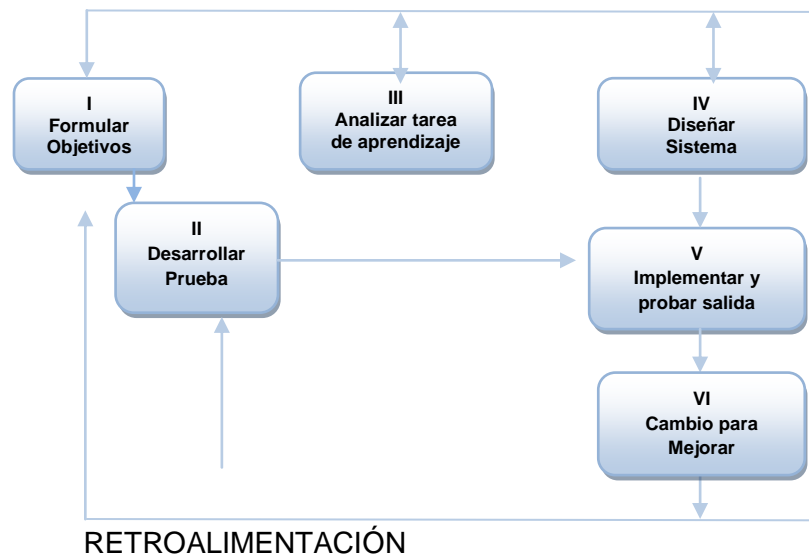 I
Formular
Objetivos
III
Analizar tarea
de aprendizaje
IV
Diseñar
Sistema
II
Desarrollar
Prueba
V
Implementar y
probar salida
VI
Cambio para
Mejorar
RETROALIMENTACIÓN